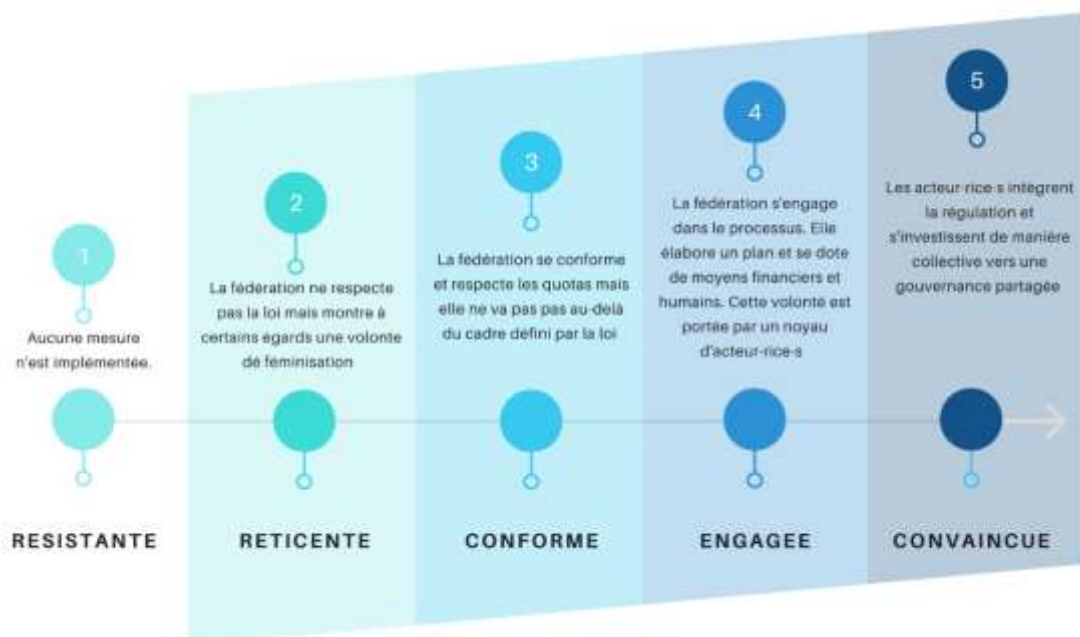 1
Aucune mesure
n'est implémentée.
RESISTANTE
2
La fédération ne respecte
pas la loi mais montre à
certains égards une volonté
de féminisation
RETICENTE
3
La fédération se conforme
et respecte les quotas mais
elle ne va pas pas au-delà
du cadre défini par la loi
CONFORME
4
La fédération s'engage
dans le processus. Elle
élabore un plan et se dote
de moyens financiers et
humains. Cette volonté est
portée par un noyau
d'acteur-rice-s
ENGAGEE
5
Les acteur·rice·s intègrent
la régulation et
s'investissent de manière
collective vers une
gouvernance partagée
CONVAINCUE